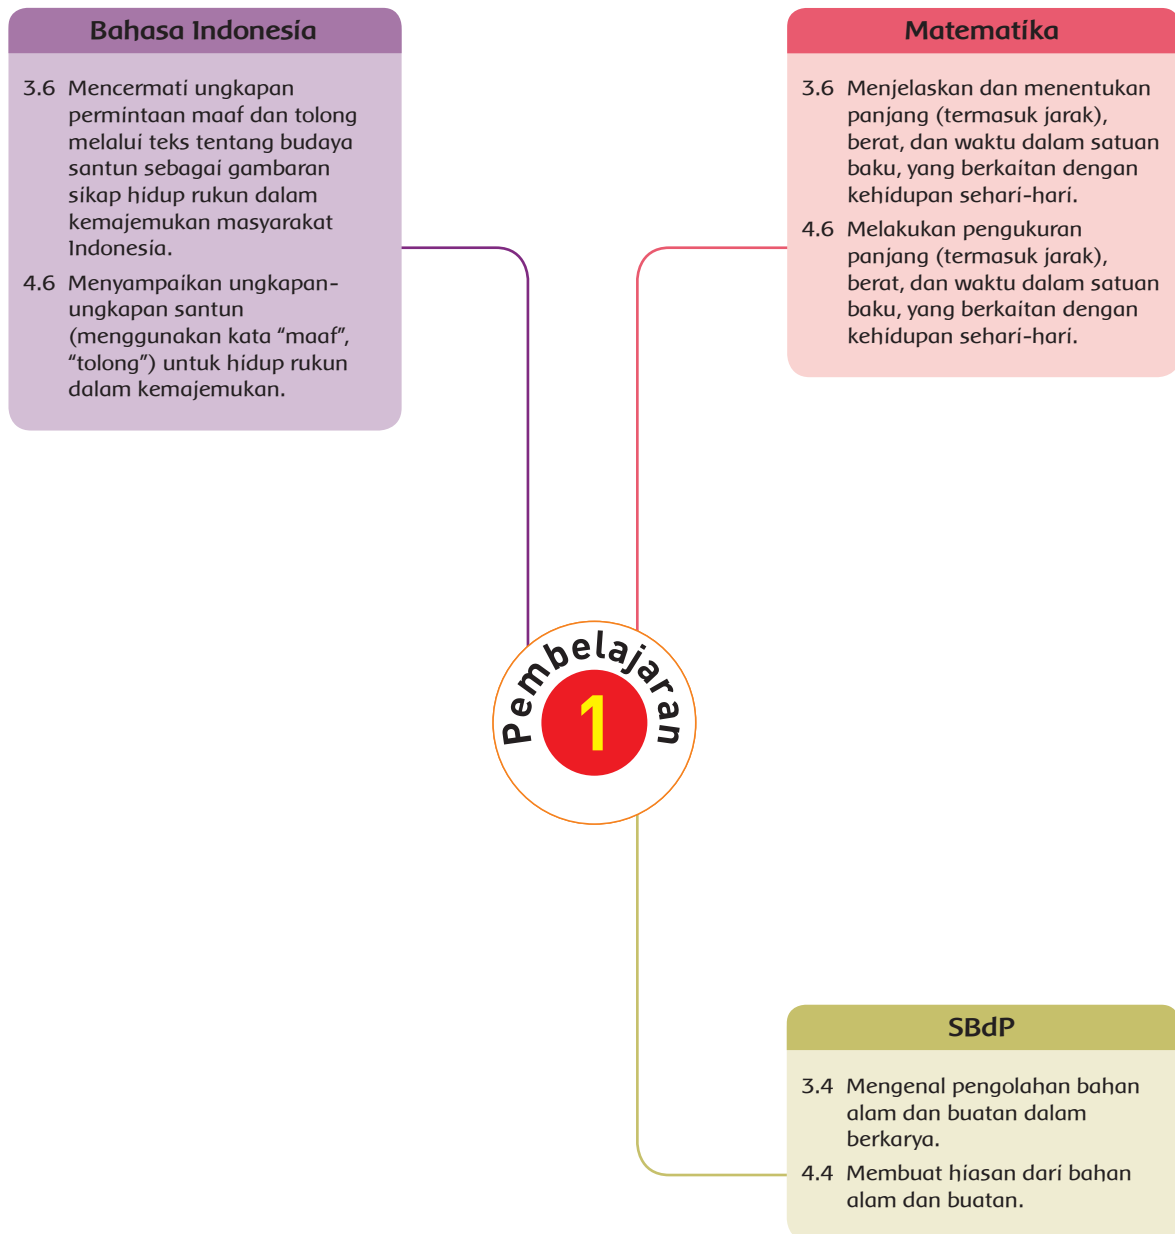 Bahasa Indonesia
3.6 Mencermati ungkapan
permintaan maaf dan tolong
melalui teks tentang budaya
santun sebagai gambaran
sikap hidup rukun dalam
kemajemukan masyarakat
Indonesia.
4.6 Menyampaikan ungkapan-
ungkapan santun
(menggunakan kata “maaf”,
“tolong”) untuk hidup rukun
dalam kemajemukan.
Matematika
3.6 Menjelaskan dan menentukan
panjang (termasuk jarak),
berat, dan waktu dalam satuan
baku, yang berkaitan dengan
kehidupan sehari-hari.
4.6 Melakukan pengukuran
panjang (termasuk jarak),
berat, dan waktu dalam satuan
baku, yang berkaitan dengan
kehidupan sehari-hari.
Pembelajaran
1
SBdP
3.4 Mengenal pengolahan bahan
alam dan buatan dalam
berkarya.
4.4 Membuat hiasan dari bahan
alam dan buatan.